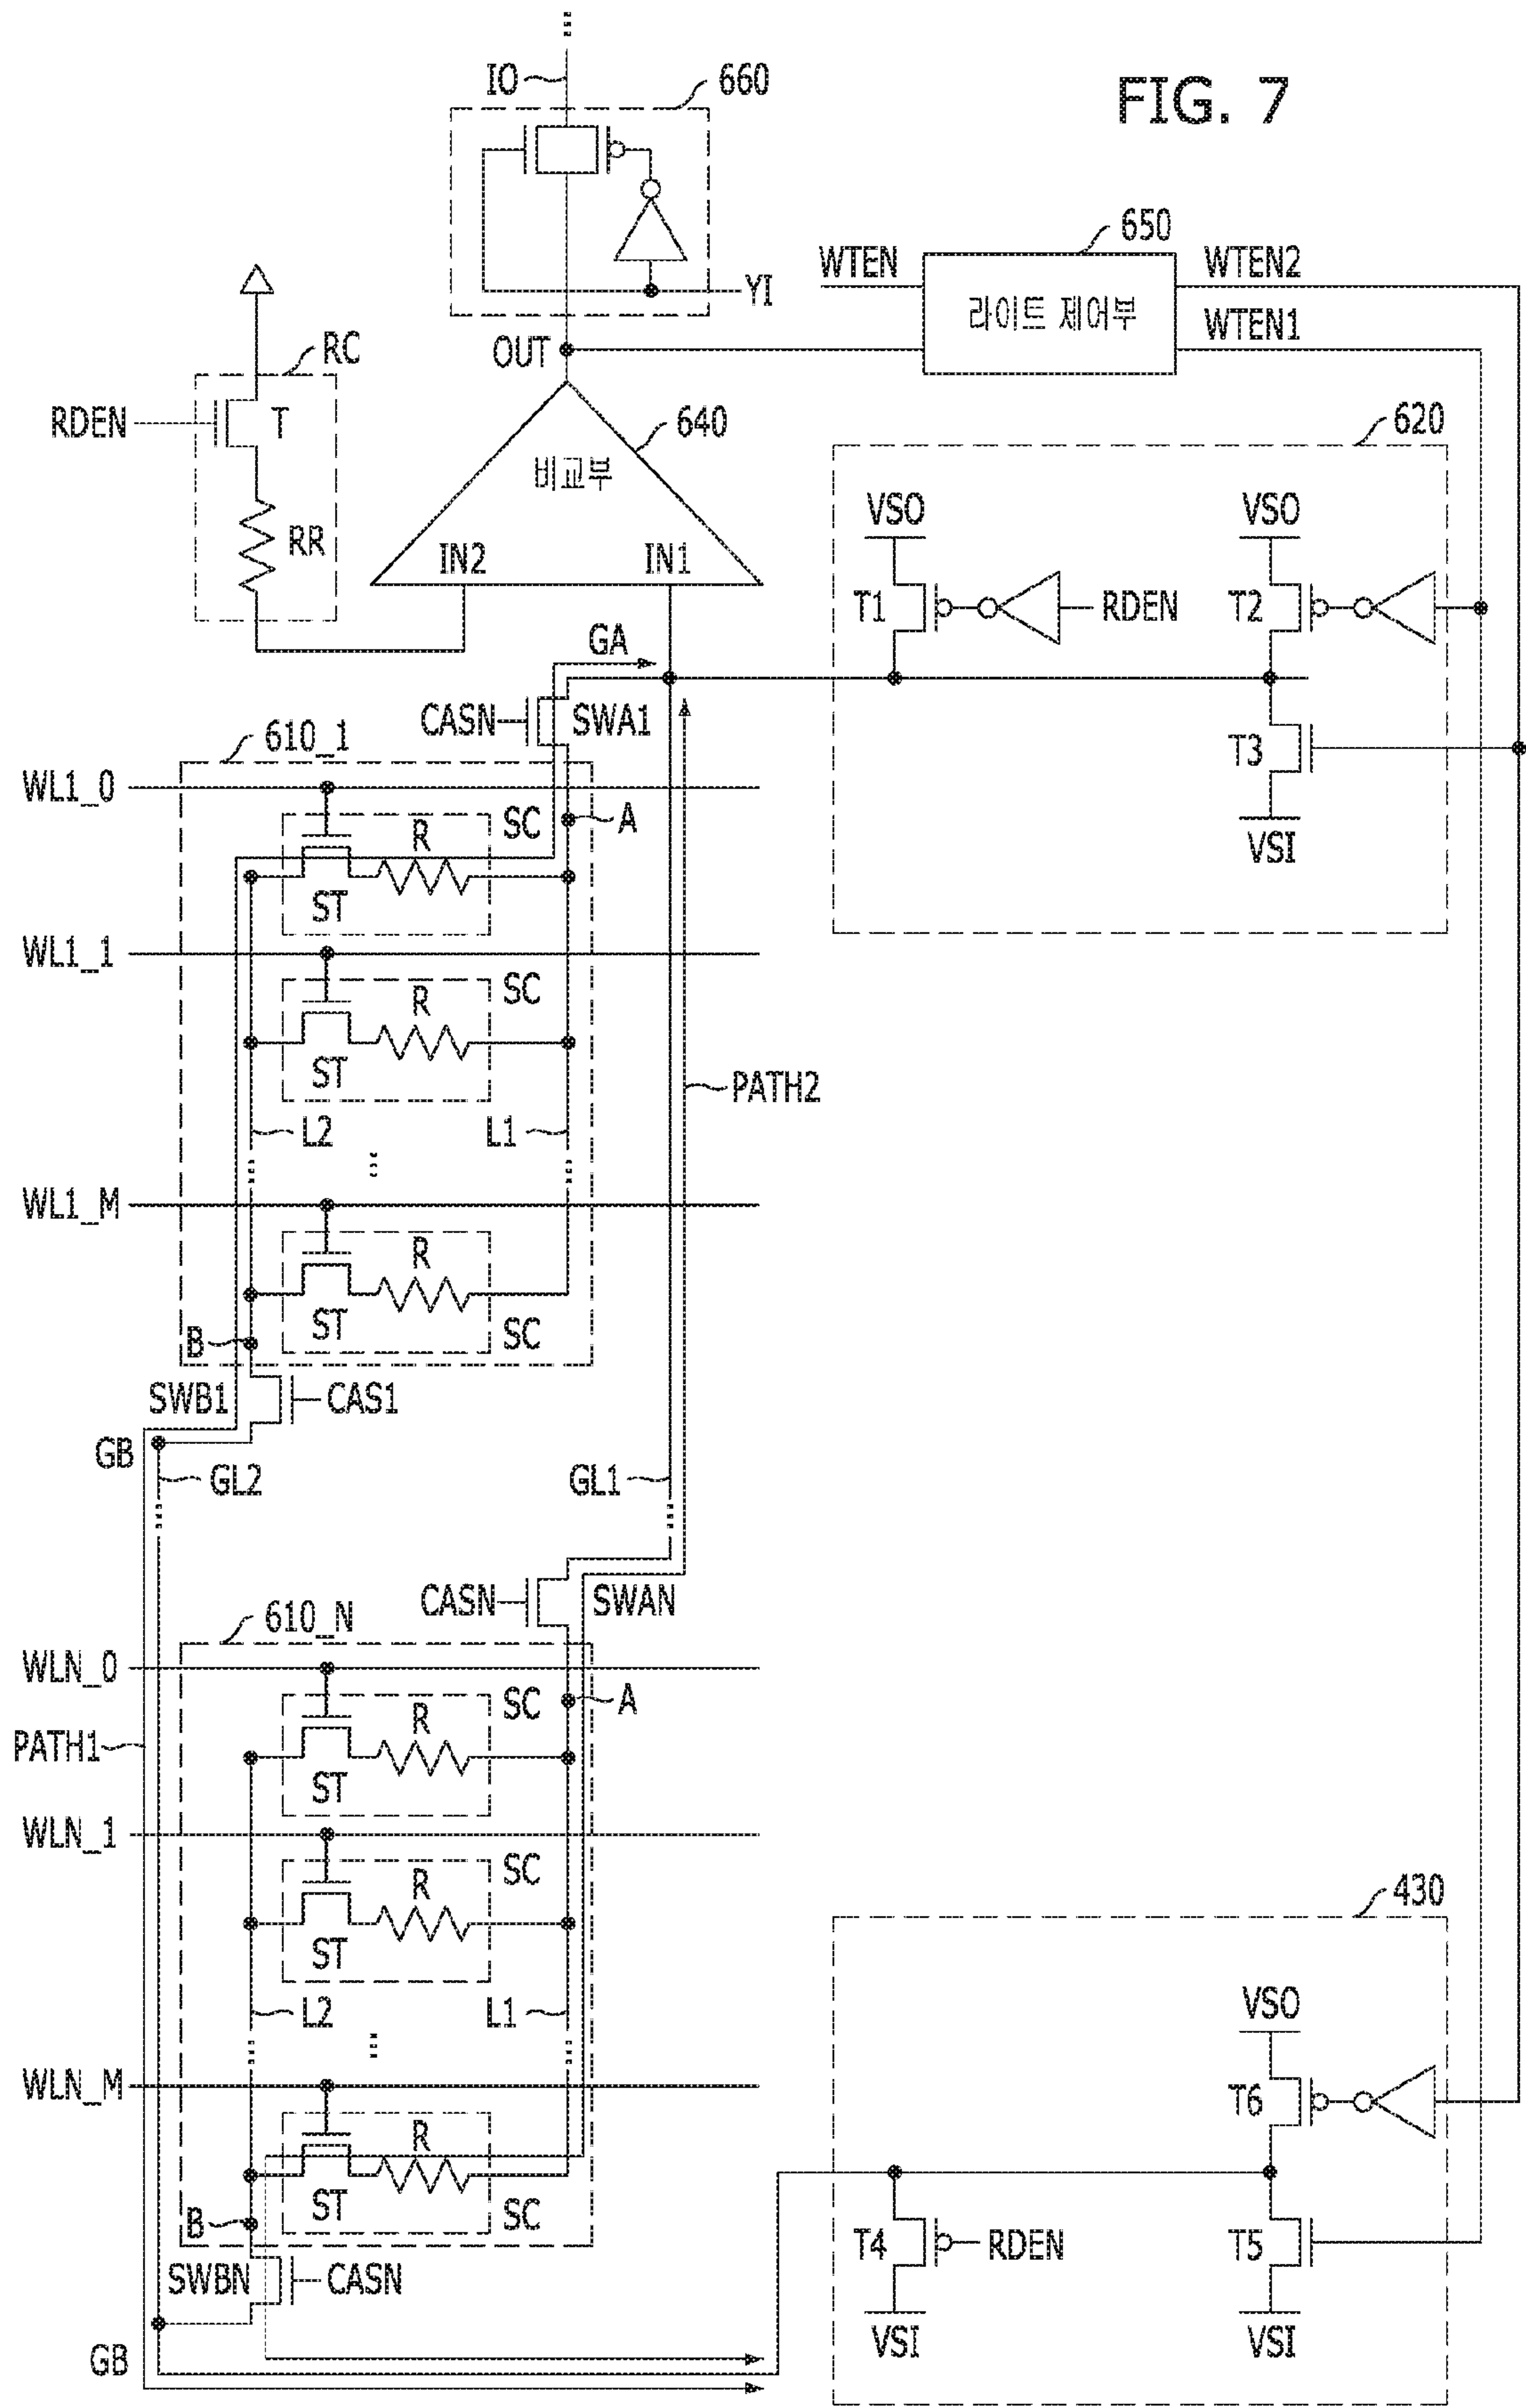 FIG. 7
IO
660
YI
650
WTEN
라이트 제어부
WTEN2
WTEN1
OUT
RC
RDEN
T
RR
640
비교부
IN2
IN1
620
VSO
VSO
T1
RDEN
T2
T3
VSI
GA
CASN
SWA1
610_1
WL1_0
SC
A
R
ST
WL1_1
SC
R
ST
PATH2
L2
L1
WL1_M
R
ST
SC
B
SWB1
CAS1
GB
GL2
GL1
CASN
SWAN
610_N
WLN_0
SC
A
R
PATH1
ST
WLN_1
SC
R
ST
430
L2
L1
VSO
WLN_M
T6
R
ST
SC
B
T4
RDEN
T5
SWBN
CASN
VSI
VSI
GB